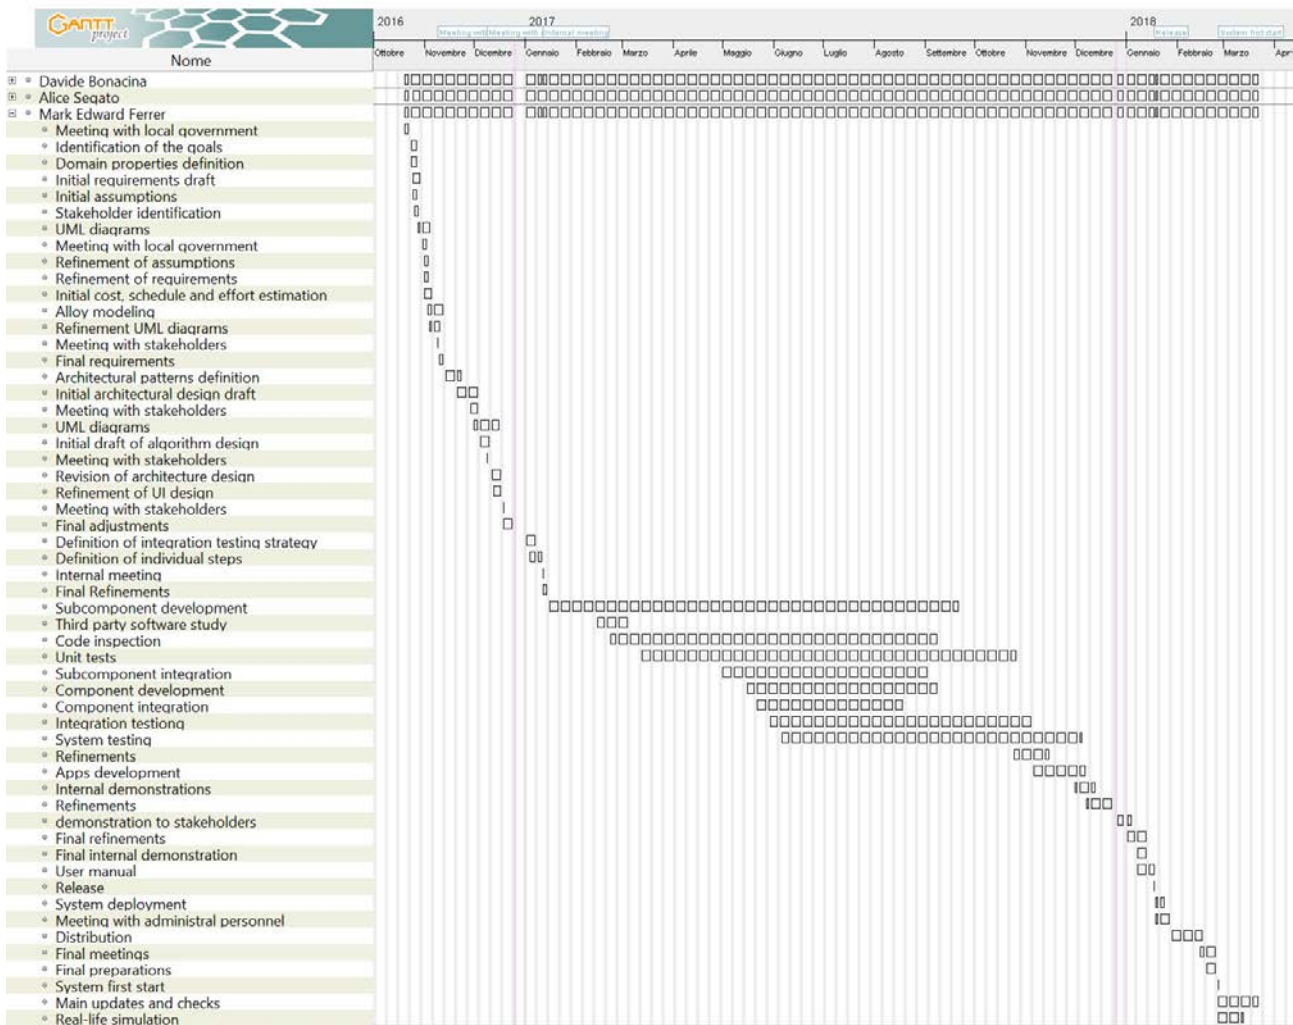 GANTT
project
Nome
2016
2017
2018
Meeting with Internal meeting
Release
System first start
Ottobre Novembre Dicembre Gennaio Febbraio Marzo Aprile Maggio Giugno Luglio Agosto Settembre Ottobre Novembre Dicembre Gennaio Febbraio Marzo Apr
Davide Bonacina
Alice Segato
Mark Edward Ferrer
Meeting with local government
Identification of the goals
Domain properties definition
Initial requirements draft
Initial assumptions
Stakeholder identification
UML diagrams
Meeting with local government
Refinement of assumptions
Refinement of requirements
Initial cost, schedule and effort estimation
Alloy modeling
Refinement UML diagrams
Meeting with stakeholders
Final requirements
Architectural patterns definition
Initial architectural design draft
Meeting with stakeholders
UML diagrams
Initial draft of algorithm design
Meeting with stakeholders
Revision of architecture design
Refinement of UI design
Meeting with stakeholders
Final adjustments
Definition of integration testing strategy
Definition of individual steps
Internal meeting
Final Refinements
Subcomponent development
Third party software study
Code inspection
Unit tests
Subcomponent integration
Component development
Component integration
Integration testiong
System testing
Refinements
Apps development
Internal demonstrations
Refinements
demonstration to stakeholders
Final refinements
Final internal demonstration
User manual
Release
System deployment
Meeting with administral personnel
Distribution
Final meetings
Final preparations
System first start
Main updates and checks
Real-life simulation